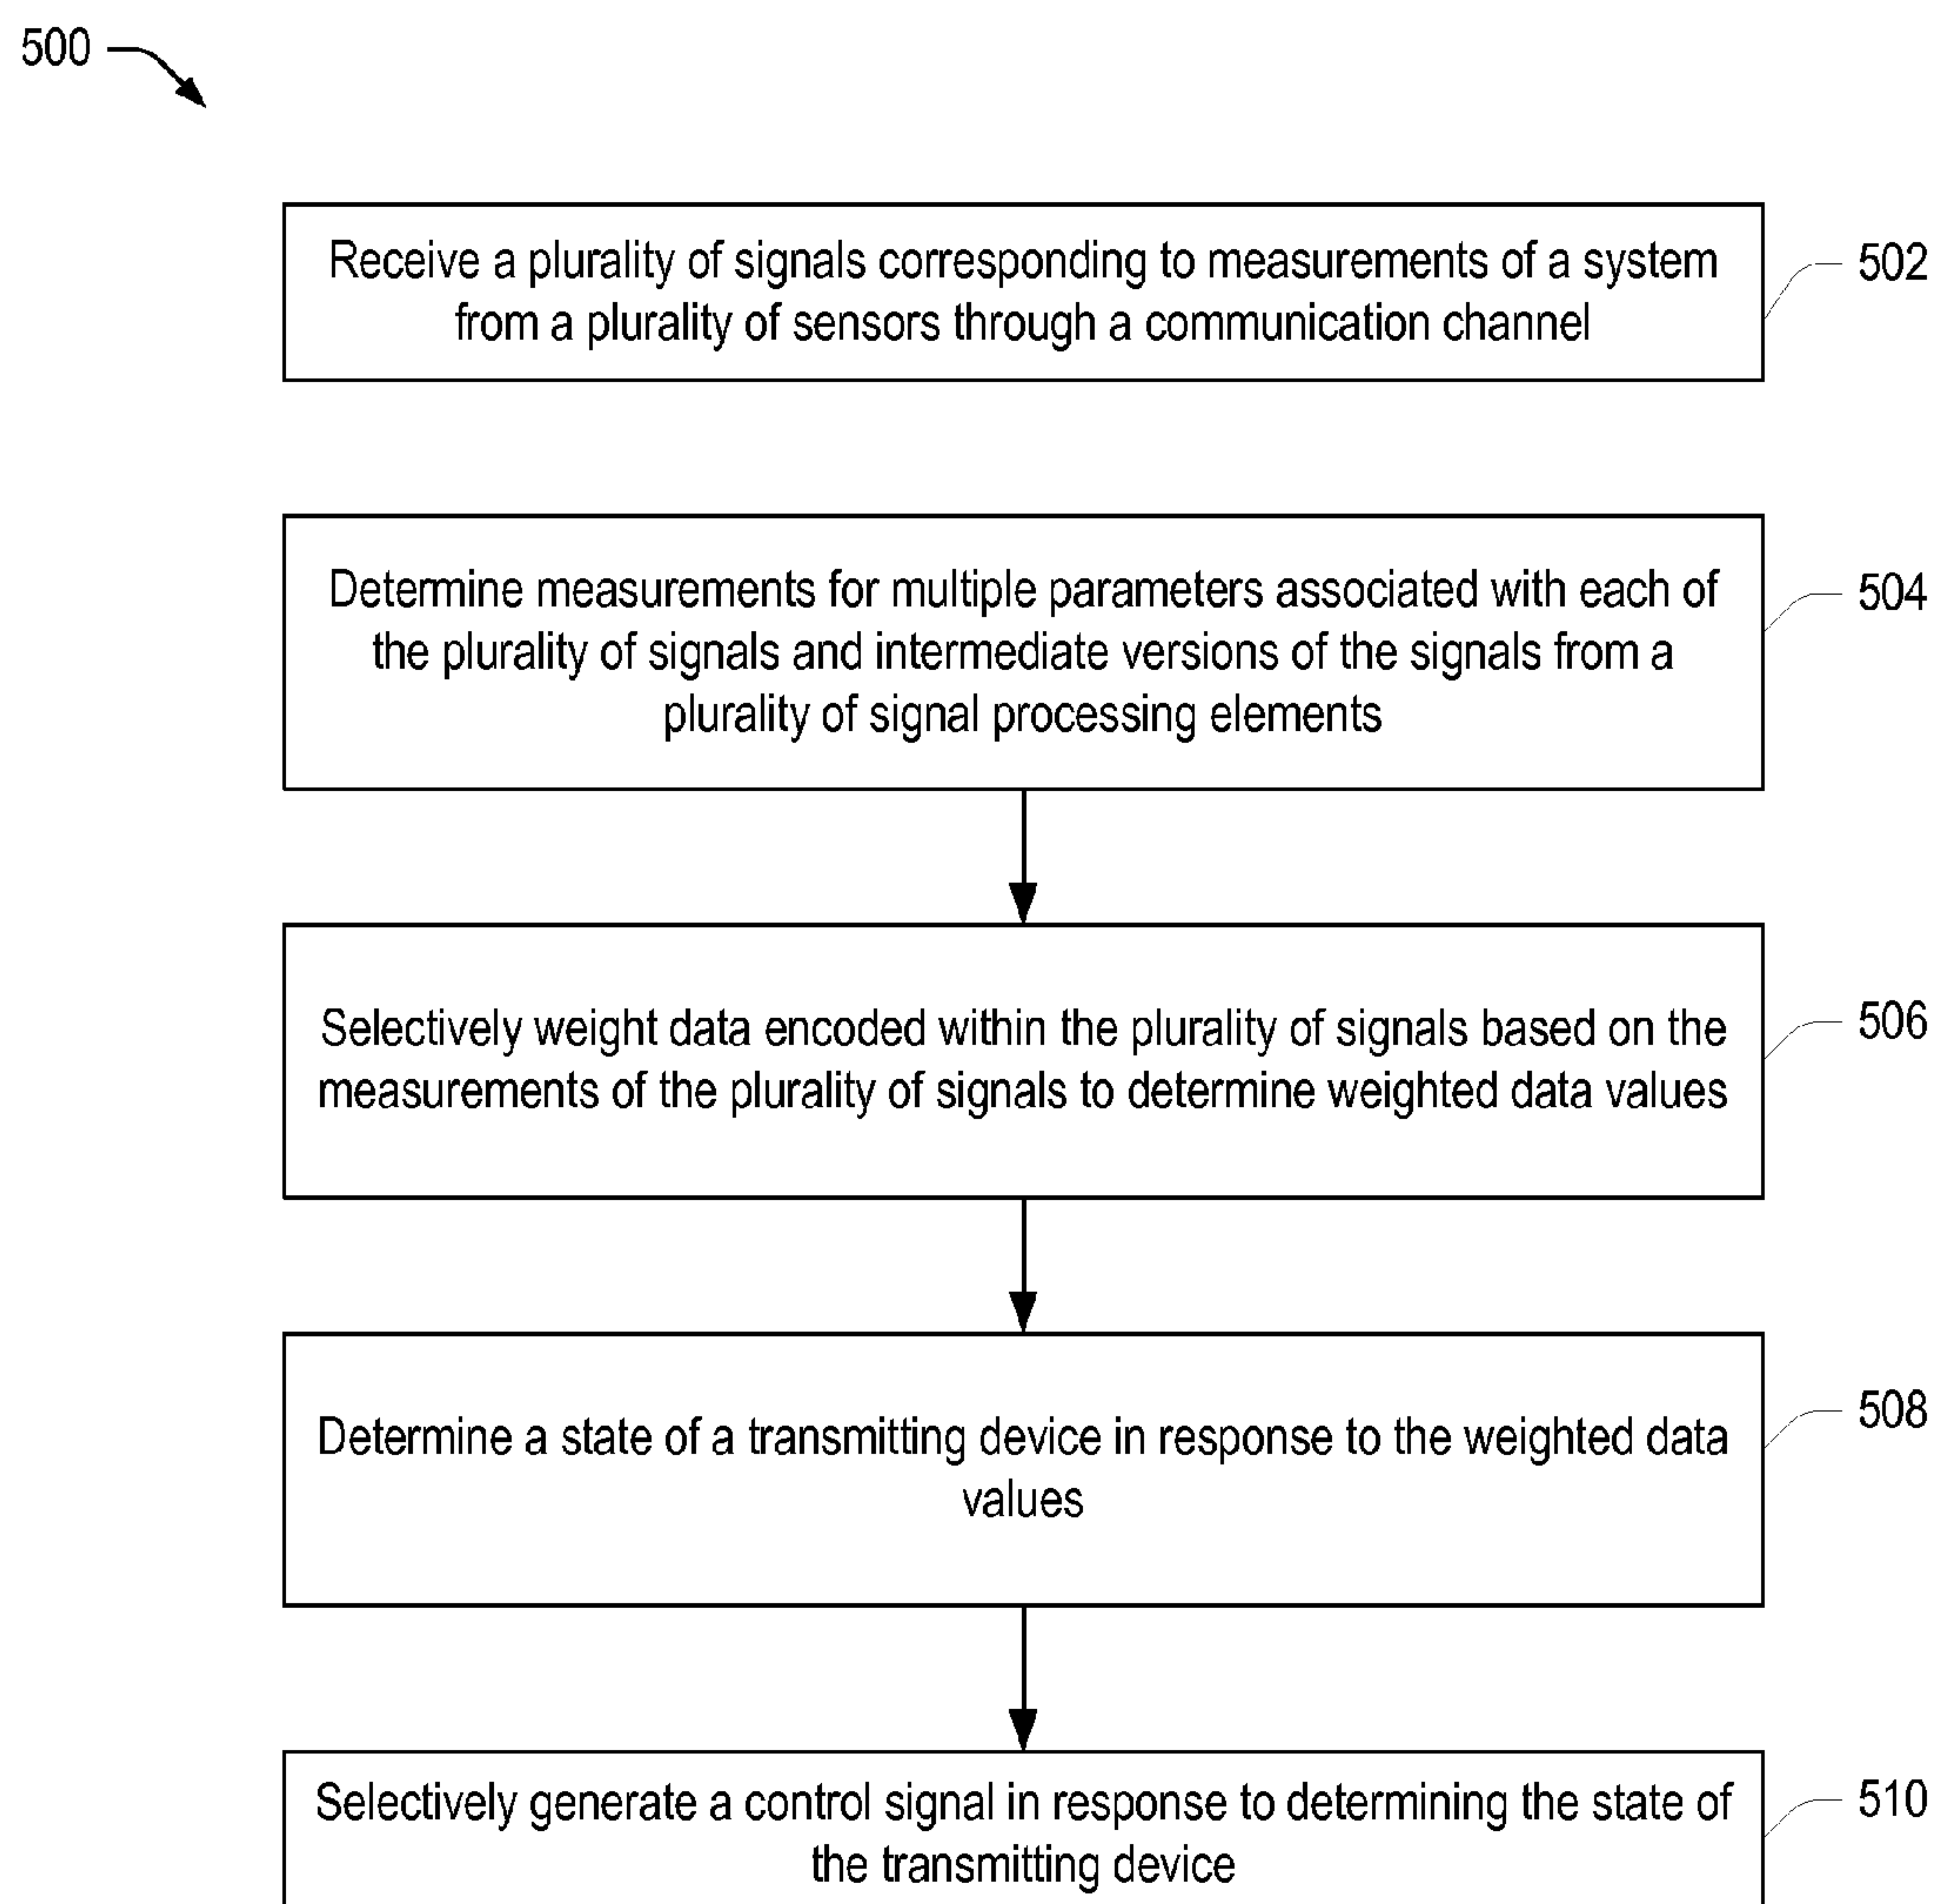 500
Receive a plurality of signals corresponding to measurements of a system
from a plurality of sensors through a communication channel
502
Determine measurements for multiple parameters associated with each of
the plurality of signals and intermediate versions of the signals from a
plurality of signal processing elements
504
Selectively weight data encoded within the plurality of signals based on the
measurements of the plurality of signals to determine weighted data values
506
Determine a state of a transmitting device in response to the weighted data
values
508
Selectively generate a control signal in response to determining the state of
the transmitting device
510